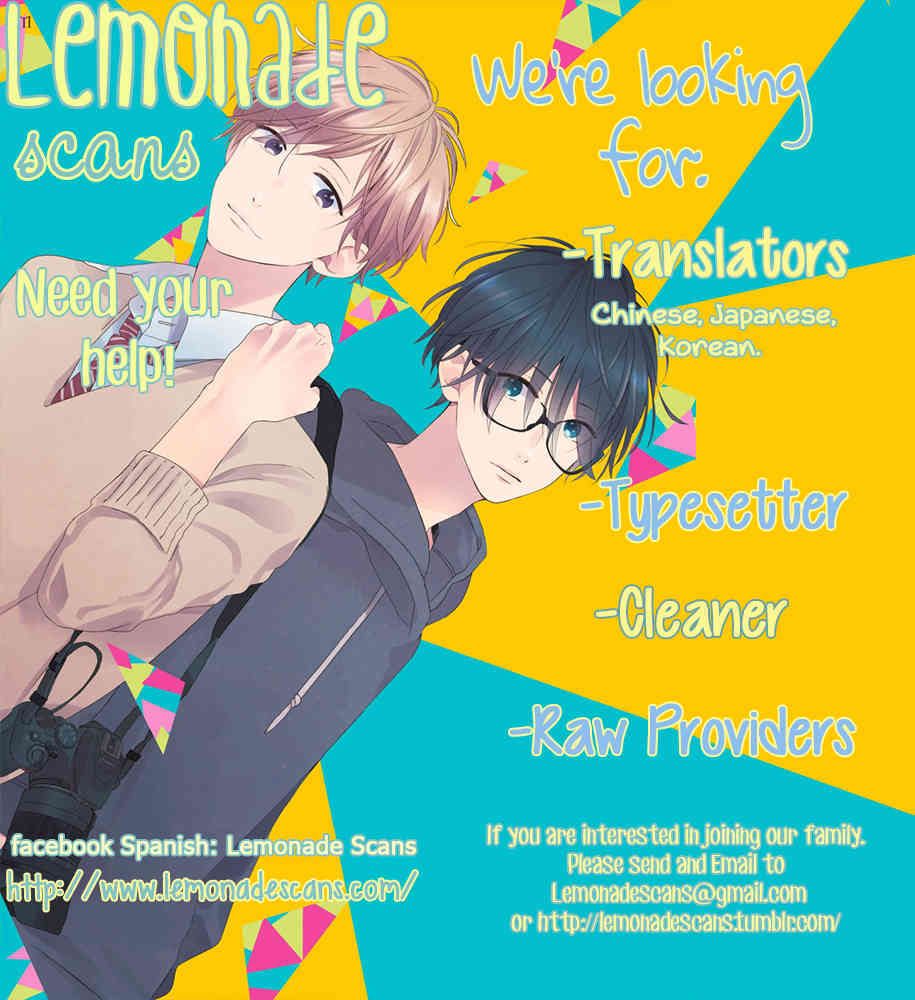 Lemonade
scans
Need your
help!
We're looking
for:
-Translators
Chinese, Japanese,
Korean.
-Typesetter
-Cleaner
-Raw Providers
facebook Spanish: Lemonade Scans
http://www.lemonadescans.com/
If you are interested in joining our family.
Please send and Email to
Lemonadescans@gmail.com
or http://lemonadescans.tumblr.com/